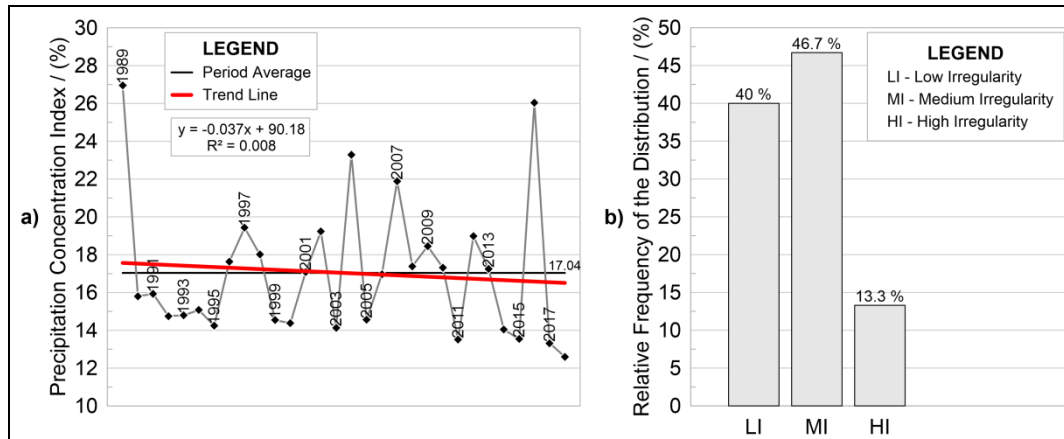 a)
Precipitation Concentration Index / (%)
30
28
26
24
22
20
18
16
14
12
10
LEGEND
Period Average
Trend Line
y = -0.037x + 90.18
R² = 0.008
1989
1991
1993
1995
1997
1999
2001
2003
2005
2007
2009
2011
2013
2015
2017
17.04
b)
Relative Frequency of the Distribution / (%)
50
45
40
35
30
25
20
15
10
5
0
40 %
46.7 %
13.3 %
LEGEND
LI - Low Irregularity
MI - Medium Irregularity
HI - High Irregularity
LI MI HI